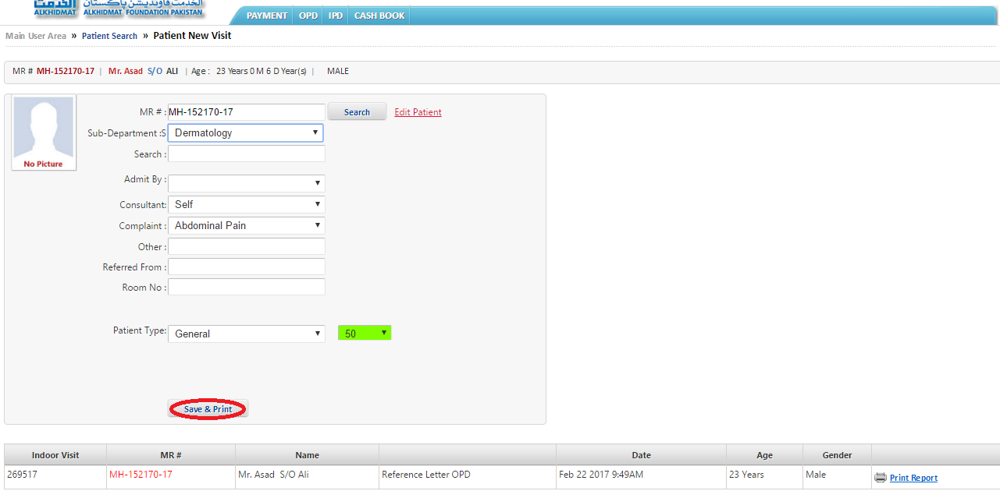 الخدمت الخدمت فاونڈیشن پاکستان
ALKHIDMAT ALKHIDMAT FOUNDATION PAKISTAN
PAYMENT OPD IPD CASH BOOK
Main User Area » Patient Search » Patient New Visit
MR # MH-152170-17 | Mr. Asad S/O ALI | Age : 23 Years 0 M 6 D Year(s) | MALE
No Picture
MR # : MH-152170-17 Search Edit Patient
Sub-Department :S Dermatology
Search :
Admit By :
Consultant: Self
Complaint : Abdominal Pain
Other :
Referred From :
Room No :
Patient Type: General 50
Save & Print
Indoor Visit MR # Name Date Age Gender
269517 MH-152170-17 Mr. Asad S/O Ali Reference Letter OPD Feb 22 2017 9:49AM 23 Years Male Print Report